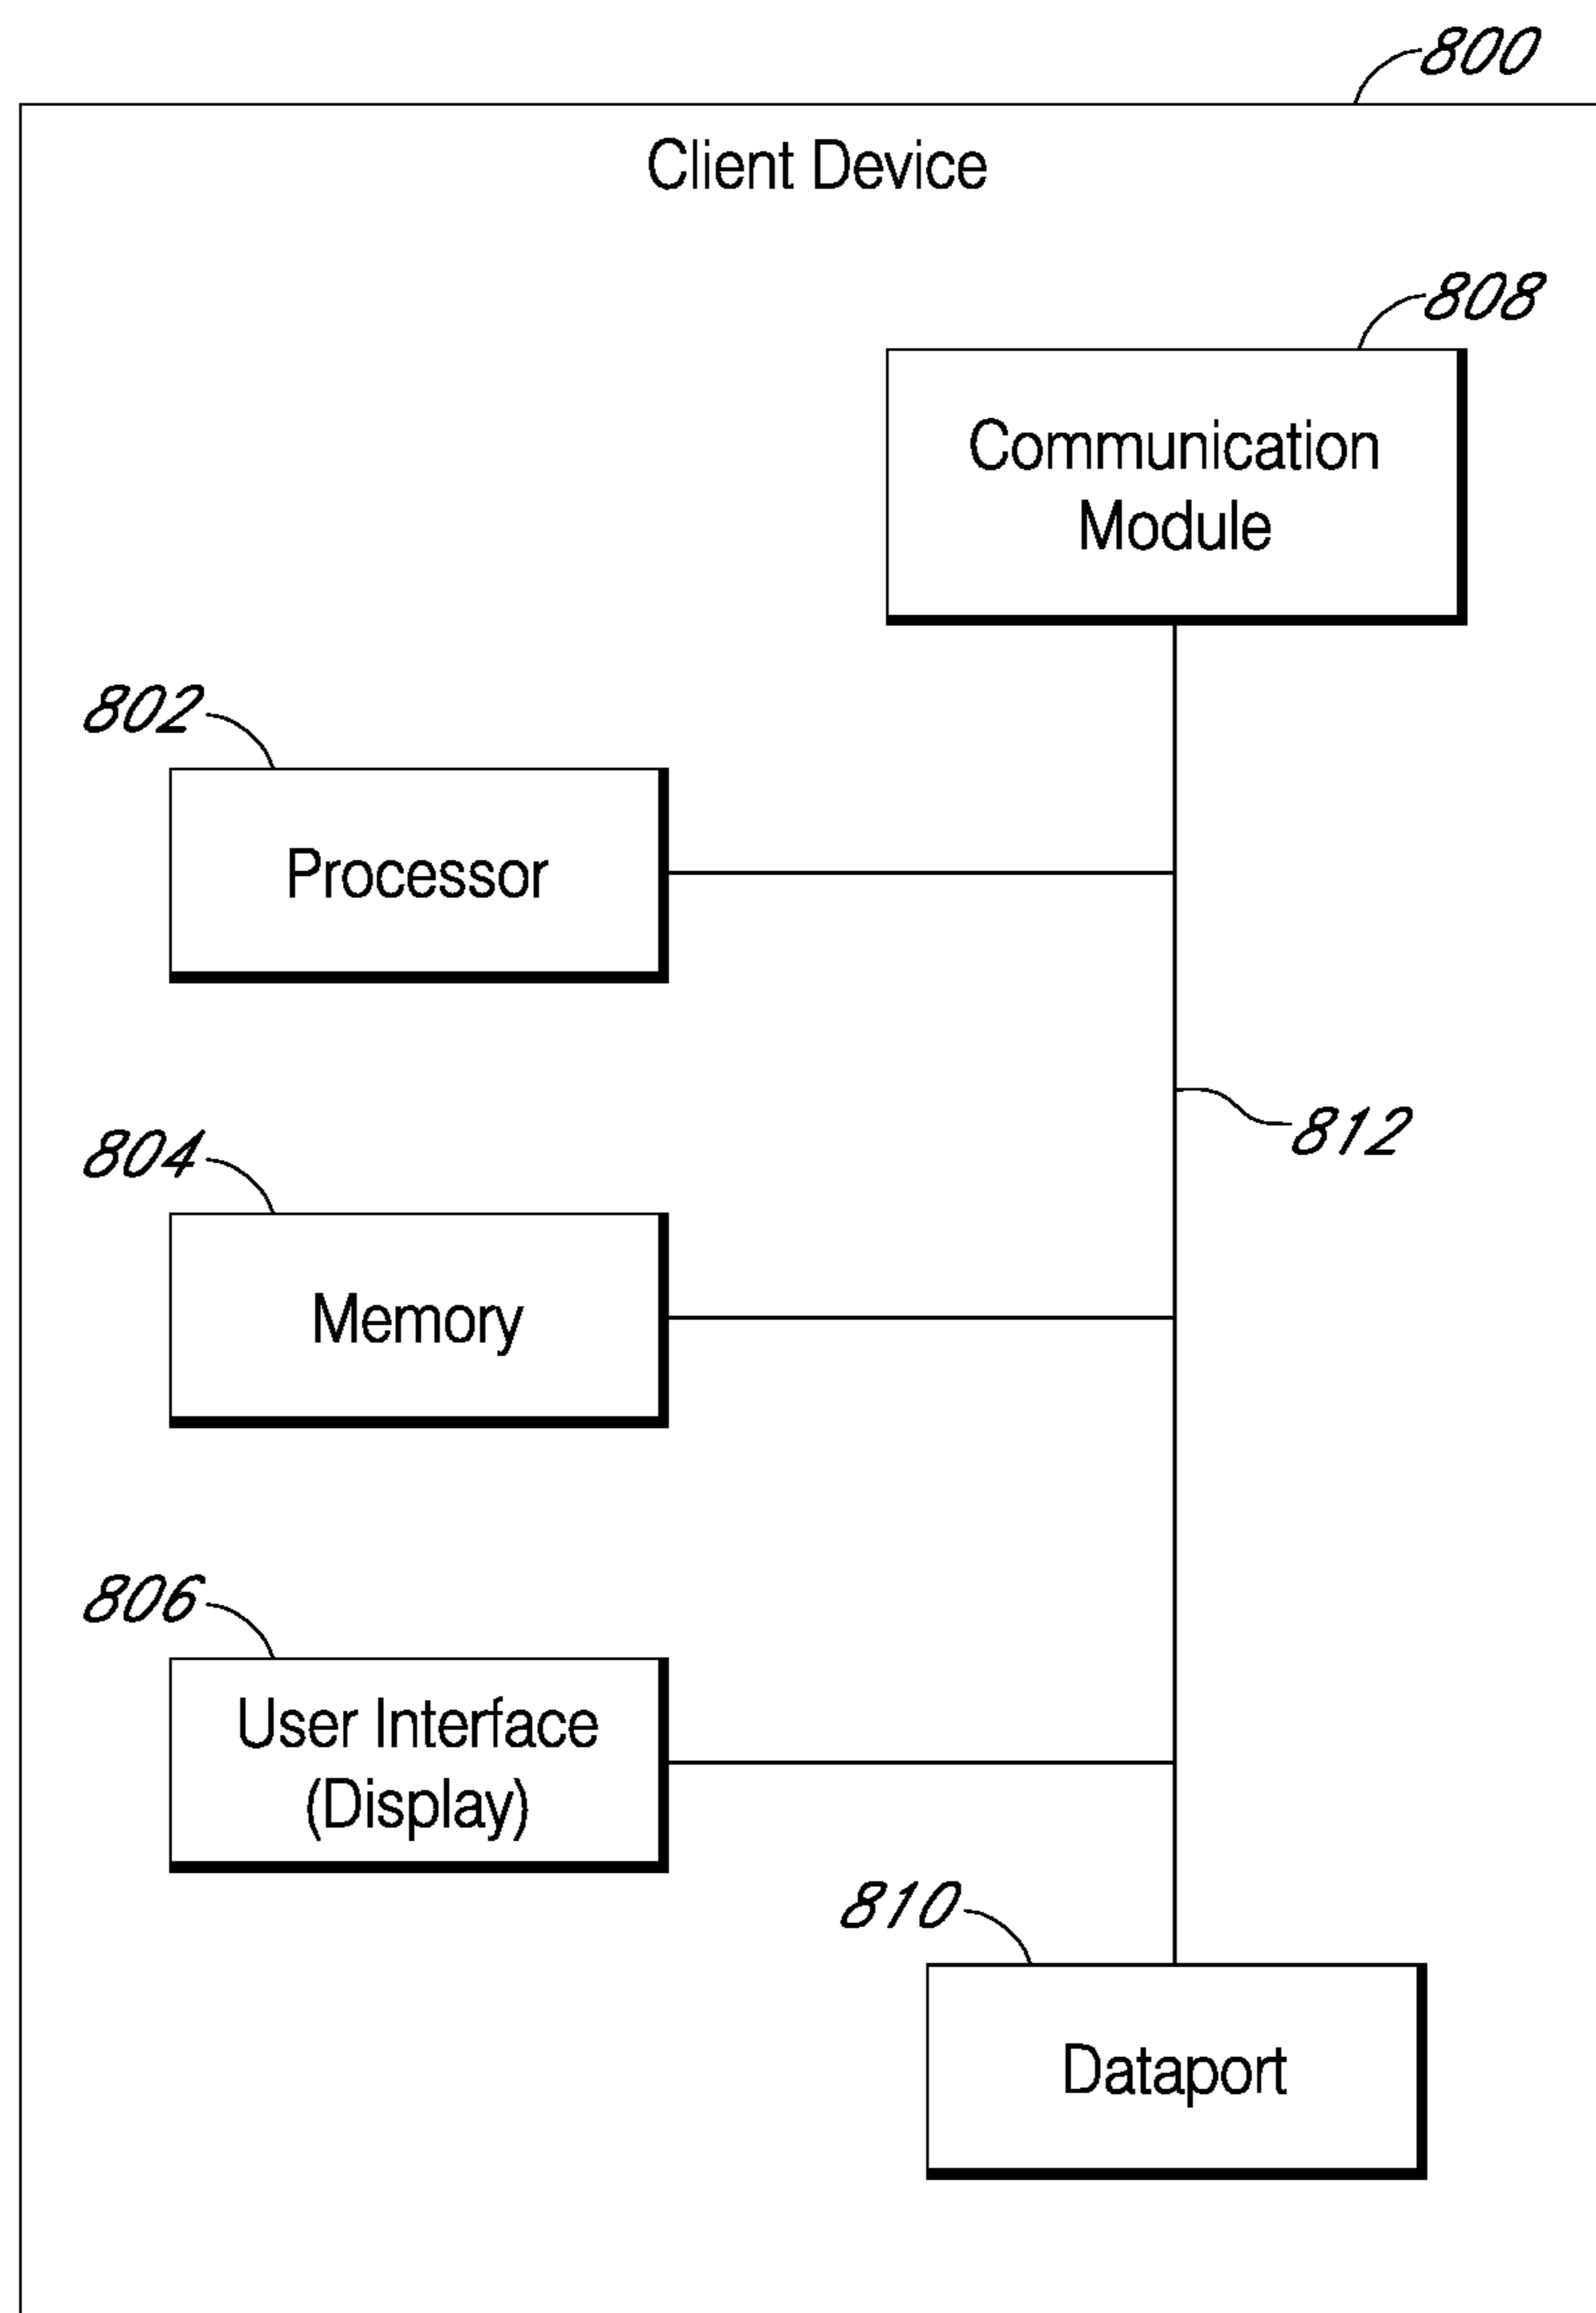 800
Client Device
808
Communication
Module
802
Processor
812
804
Memory
806
User Interface
(Display)
810
Dataport